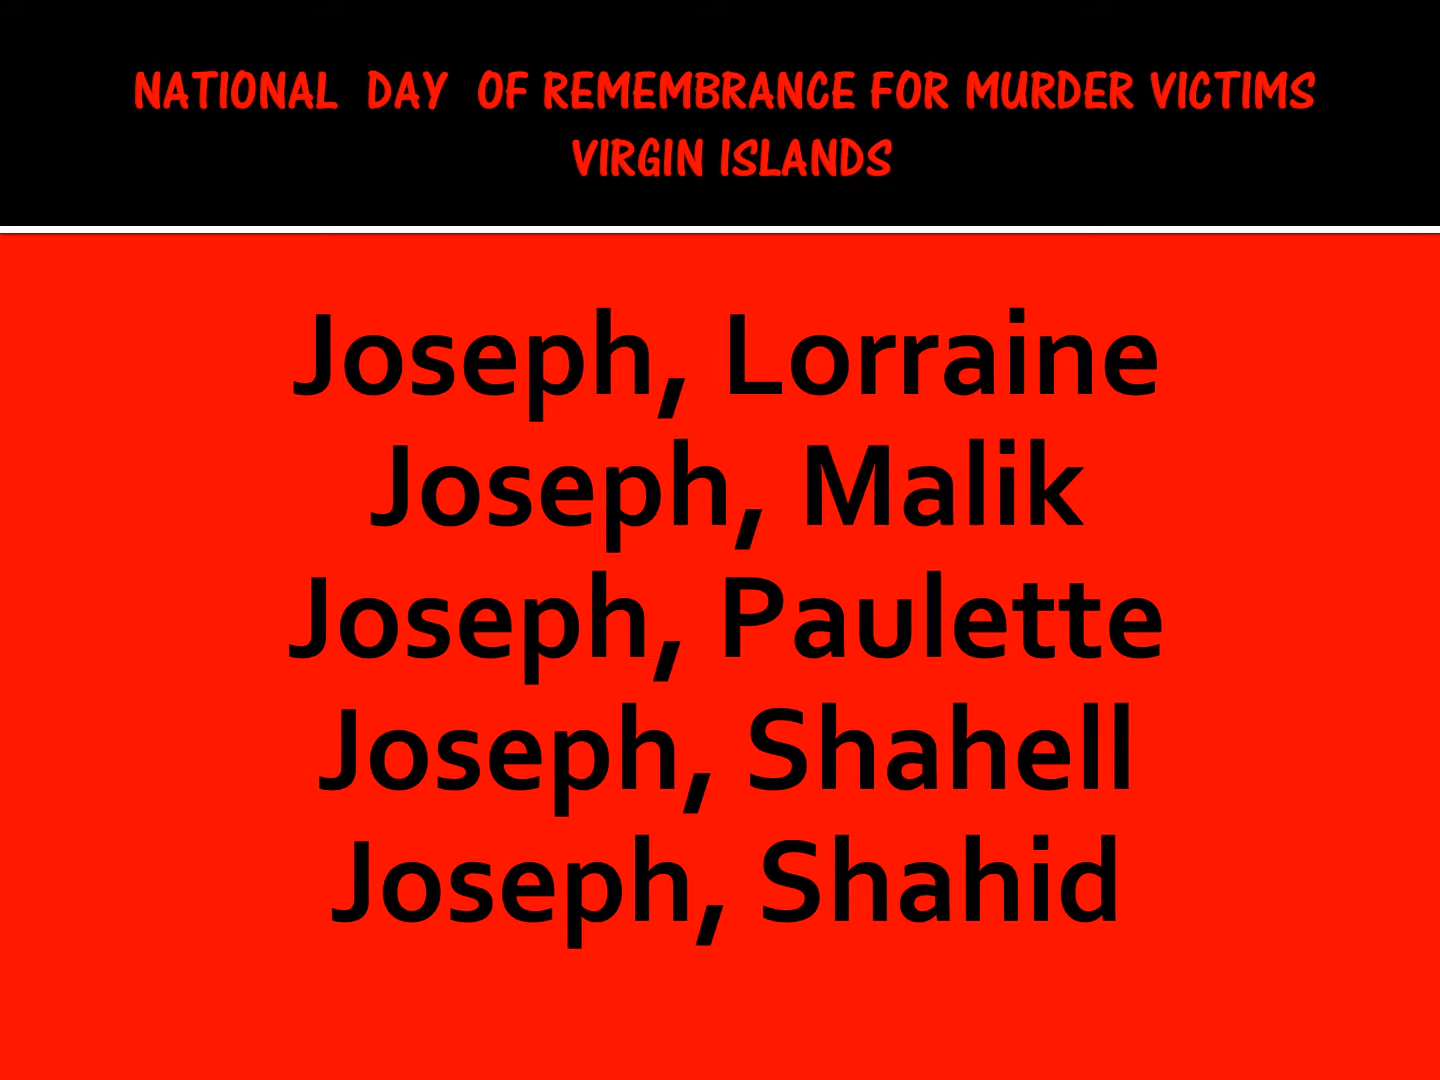 NATIONAL DAY OF REMEMBRANCE FOR MURDER VICTIMS
VIRGIN ISLANDS
Joseph, Lorraine
Joseph, Malik
Joseph, Paulette
Joseph, Shahell
Joseph, Shahid